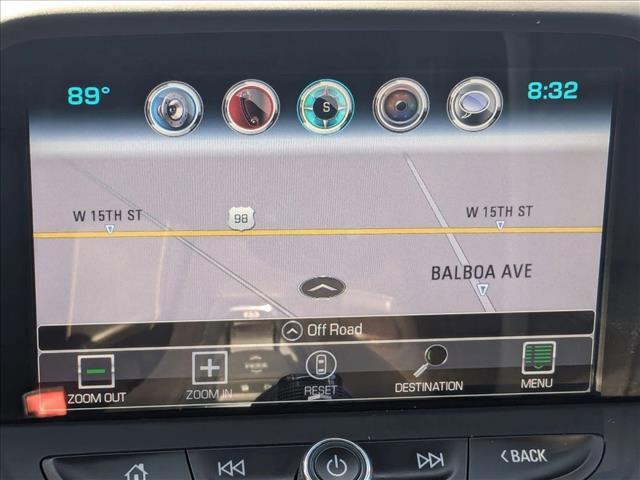 89°
S
8:32
W 15TH ST
98
W 15TH ST
BALBOA AVE
Off Road
ZOOM OUT
ZOOM IN
RESET
DESTINATION
MENU
BACK